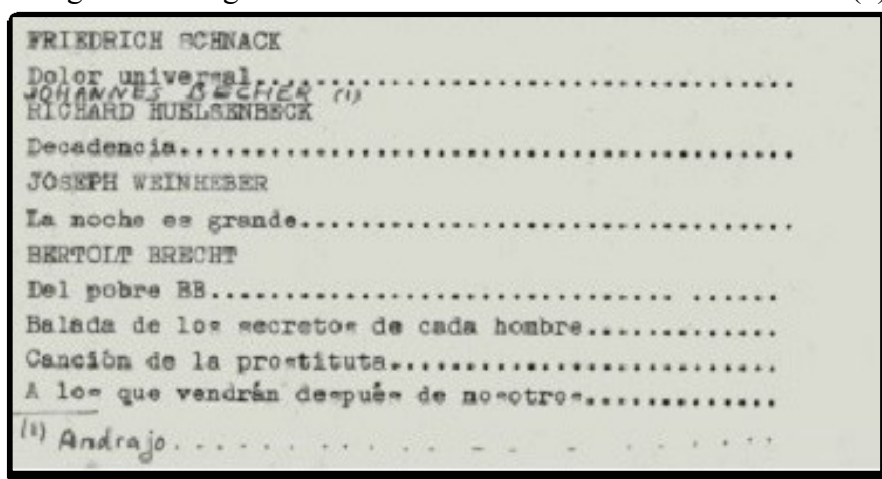 FRIEDRICH SCHNACK
Dolor universal......................................
JOHANNES BECHER (1)
RICHARD HUELSENBECK
Decadencia...........................................
JOSEPH WEINHEBER
La noche es grande..................................
BERTOLT BRECHT
Del pobre BB.............................. ......
Balada de los secretos de cada hombre..............
Canción de la prostituta............................
A los que vendrán después de nosotros..............
(1) Andrajo . . . . . . . . . . . . . . . . . . .